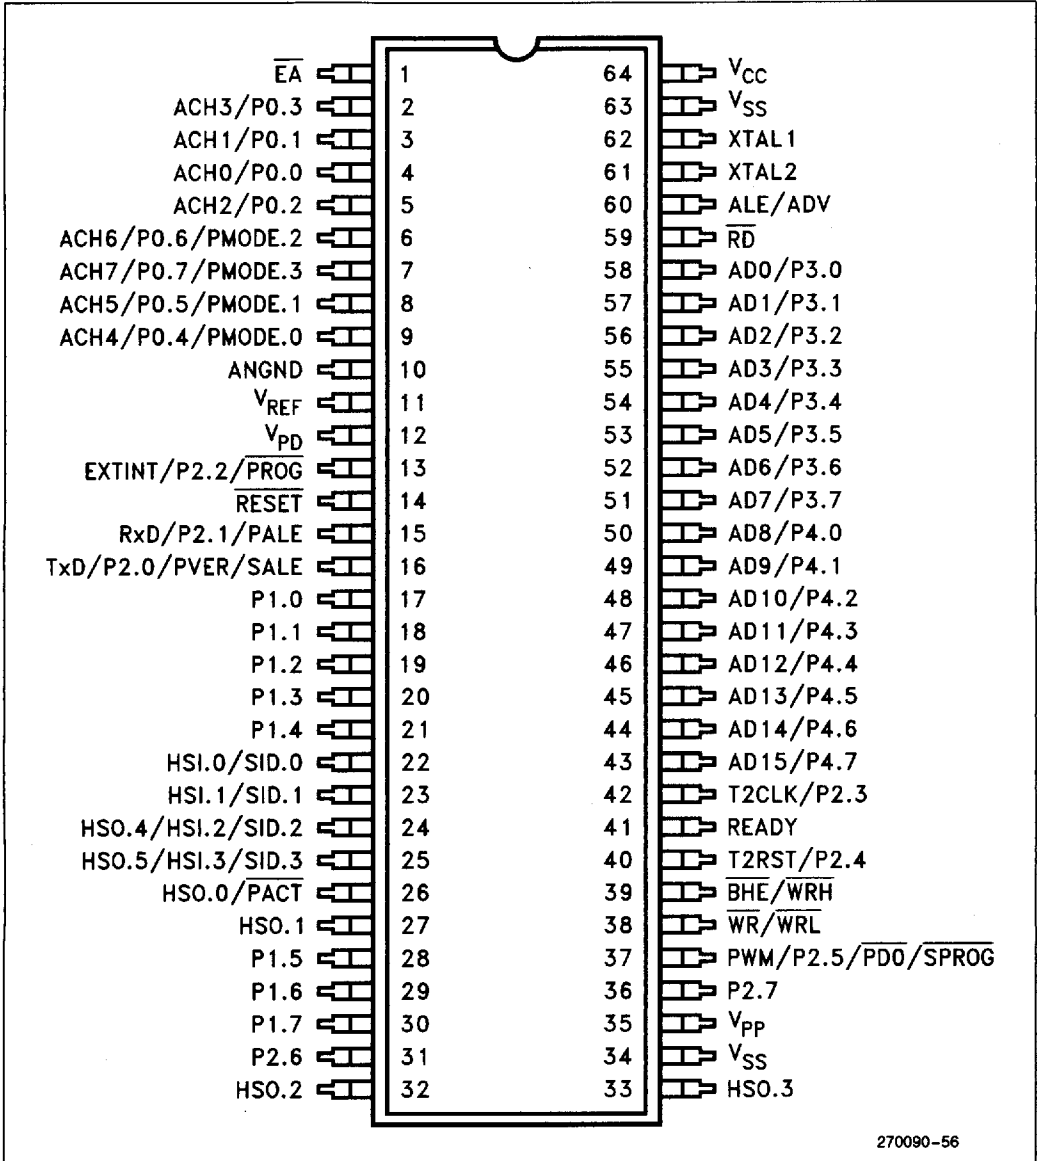 E̅A̅ 1 64 VCC
ACH3/P0.3 2 63 VSS
ACH1/P0.1 3 62 XTAL1
ACH0/P0.0 4 61 XTAL2
ACH2/P0.2 5 60 ALE/ADV
ACH6/P0.6/PMODE.2 6 59 R̅D̅
ACH7/P0.7/PMODE.3 7 58 AD0/P3.0
ACH5/P0.5/PMODE.1 8 57 AD1/P3.1
ACH4/P0.4/PMODE.0 9 56 AD2/P3.2
ANGND 10 55 AD3/P3.3
VREF 11 54 AD4/P3.4
VPD 12 53 AD5/P3.5
EXTINT/P2.2/P̅R̅O̅G̅ 13 52 AD6/P3.6
R̅E̅S̅E̅T̅ 14 51 AD7/P3.7
RxD/P2.1/PALE 15 50 AD8/P4.0
TxD/P2.0/PVER/SALE 16 49 AD9/P4.1
P1.0 17 48 AD10/P4.2
P1.1 18 47 AD11/P4.3
P1.2 19 46 AD12/P4.4
P1.3 20 45 AD13/P4.5
P1.4 21 44 AD14/P4.6
HSI.0/SID.0 22 43 AD15/P4.7
HSI.1/SID.1 23 42 T2CLK/P2.3
HSO.4/HSI.2/SID.2 24 41 READY
HSO.5/HSI.3/SID.3 25 40 T2RST/P2.4
HSO.0/P̅A̅C̅T̅ 26 39 B̅H̅E̅/W̅R̅H̅
HSO.1 27 38 W̅R̅/W̅R̅L̅
P1.5 28 37 PWM/P2.5/P̅D̅O̅/S̅P̅R̅O̅G̅
P1.6 29 36 P2.7
P1.7 30 35 VPP
P2.6 31 34 VSS
HSO.2 32 33 HSO.3
270090-56